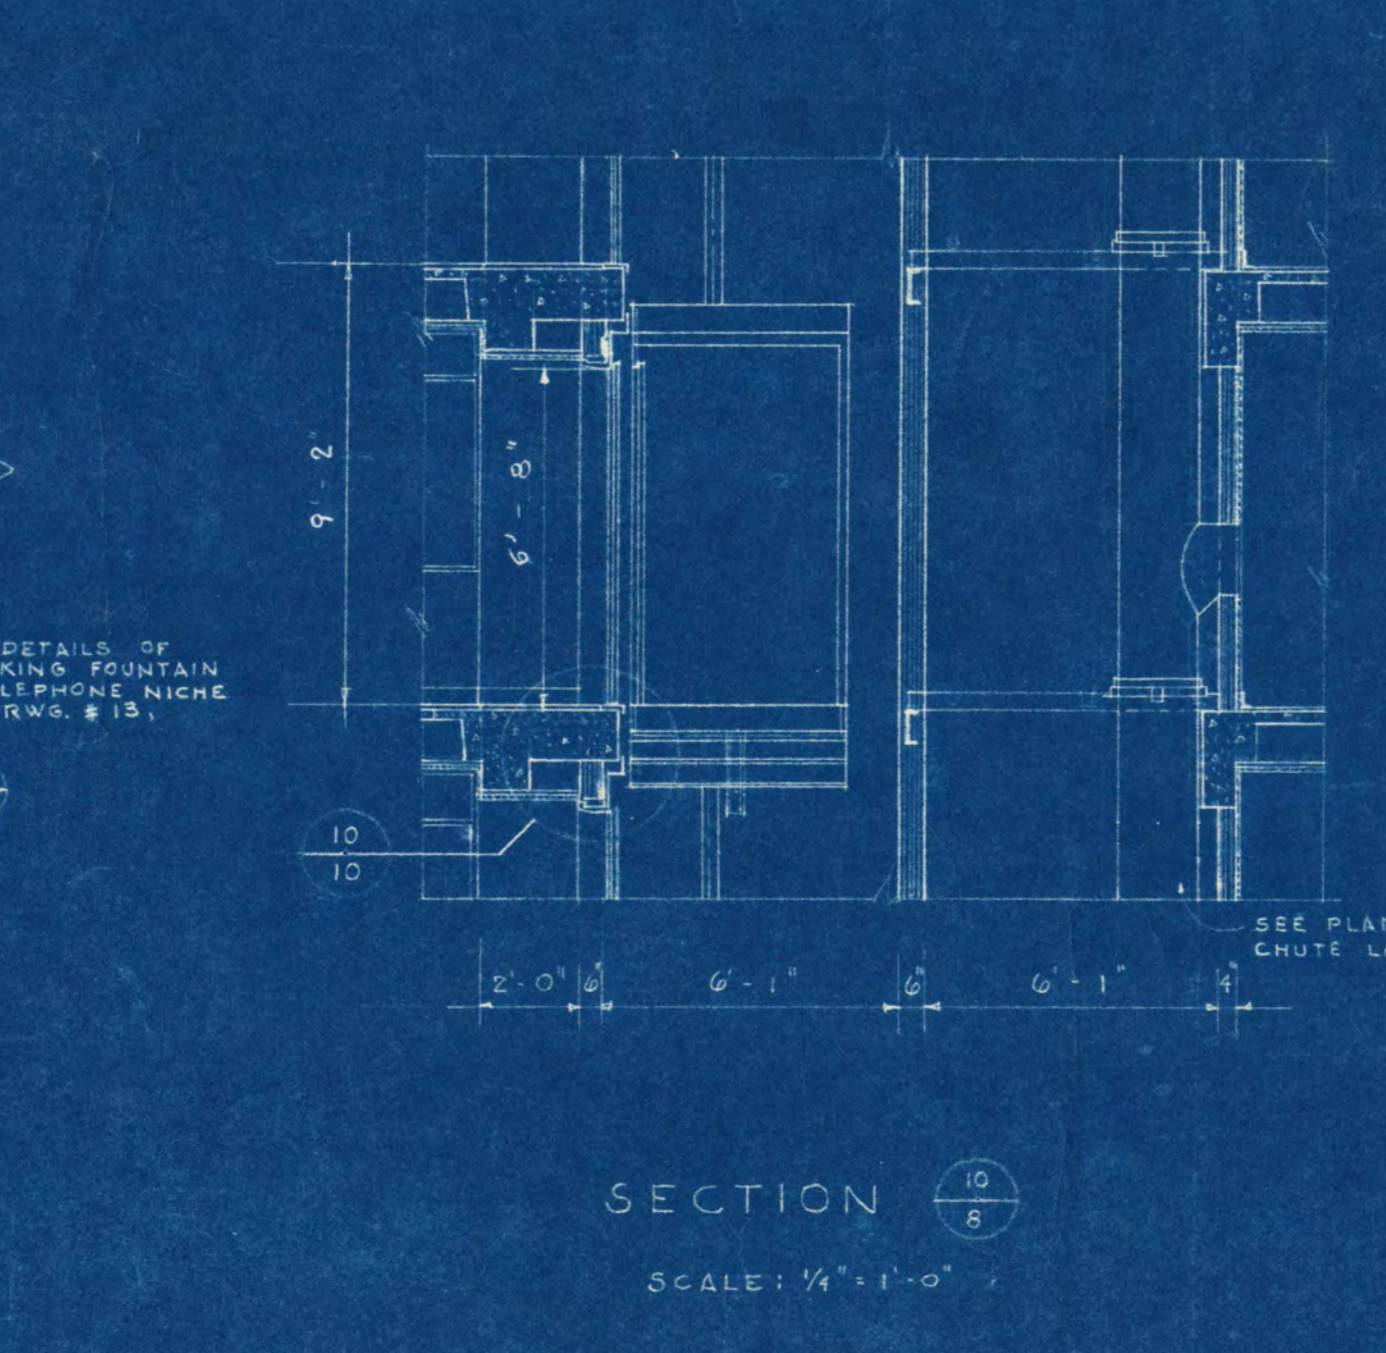 9'-2"
6'-8"
DETAILS OF
KING FOUNTAIN
LEPHONE NICHE
RWG. # 13,
10
10
SEE PLAN
CHUTE L
2'-0" 6" 6'-1" 6" 6'-1" 4"
SECTION 10
8
SCALE: 1/4" = 1'-0"